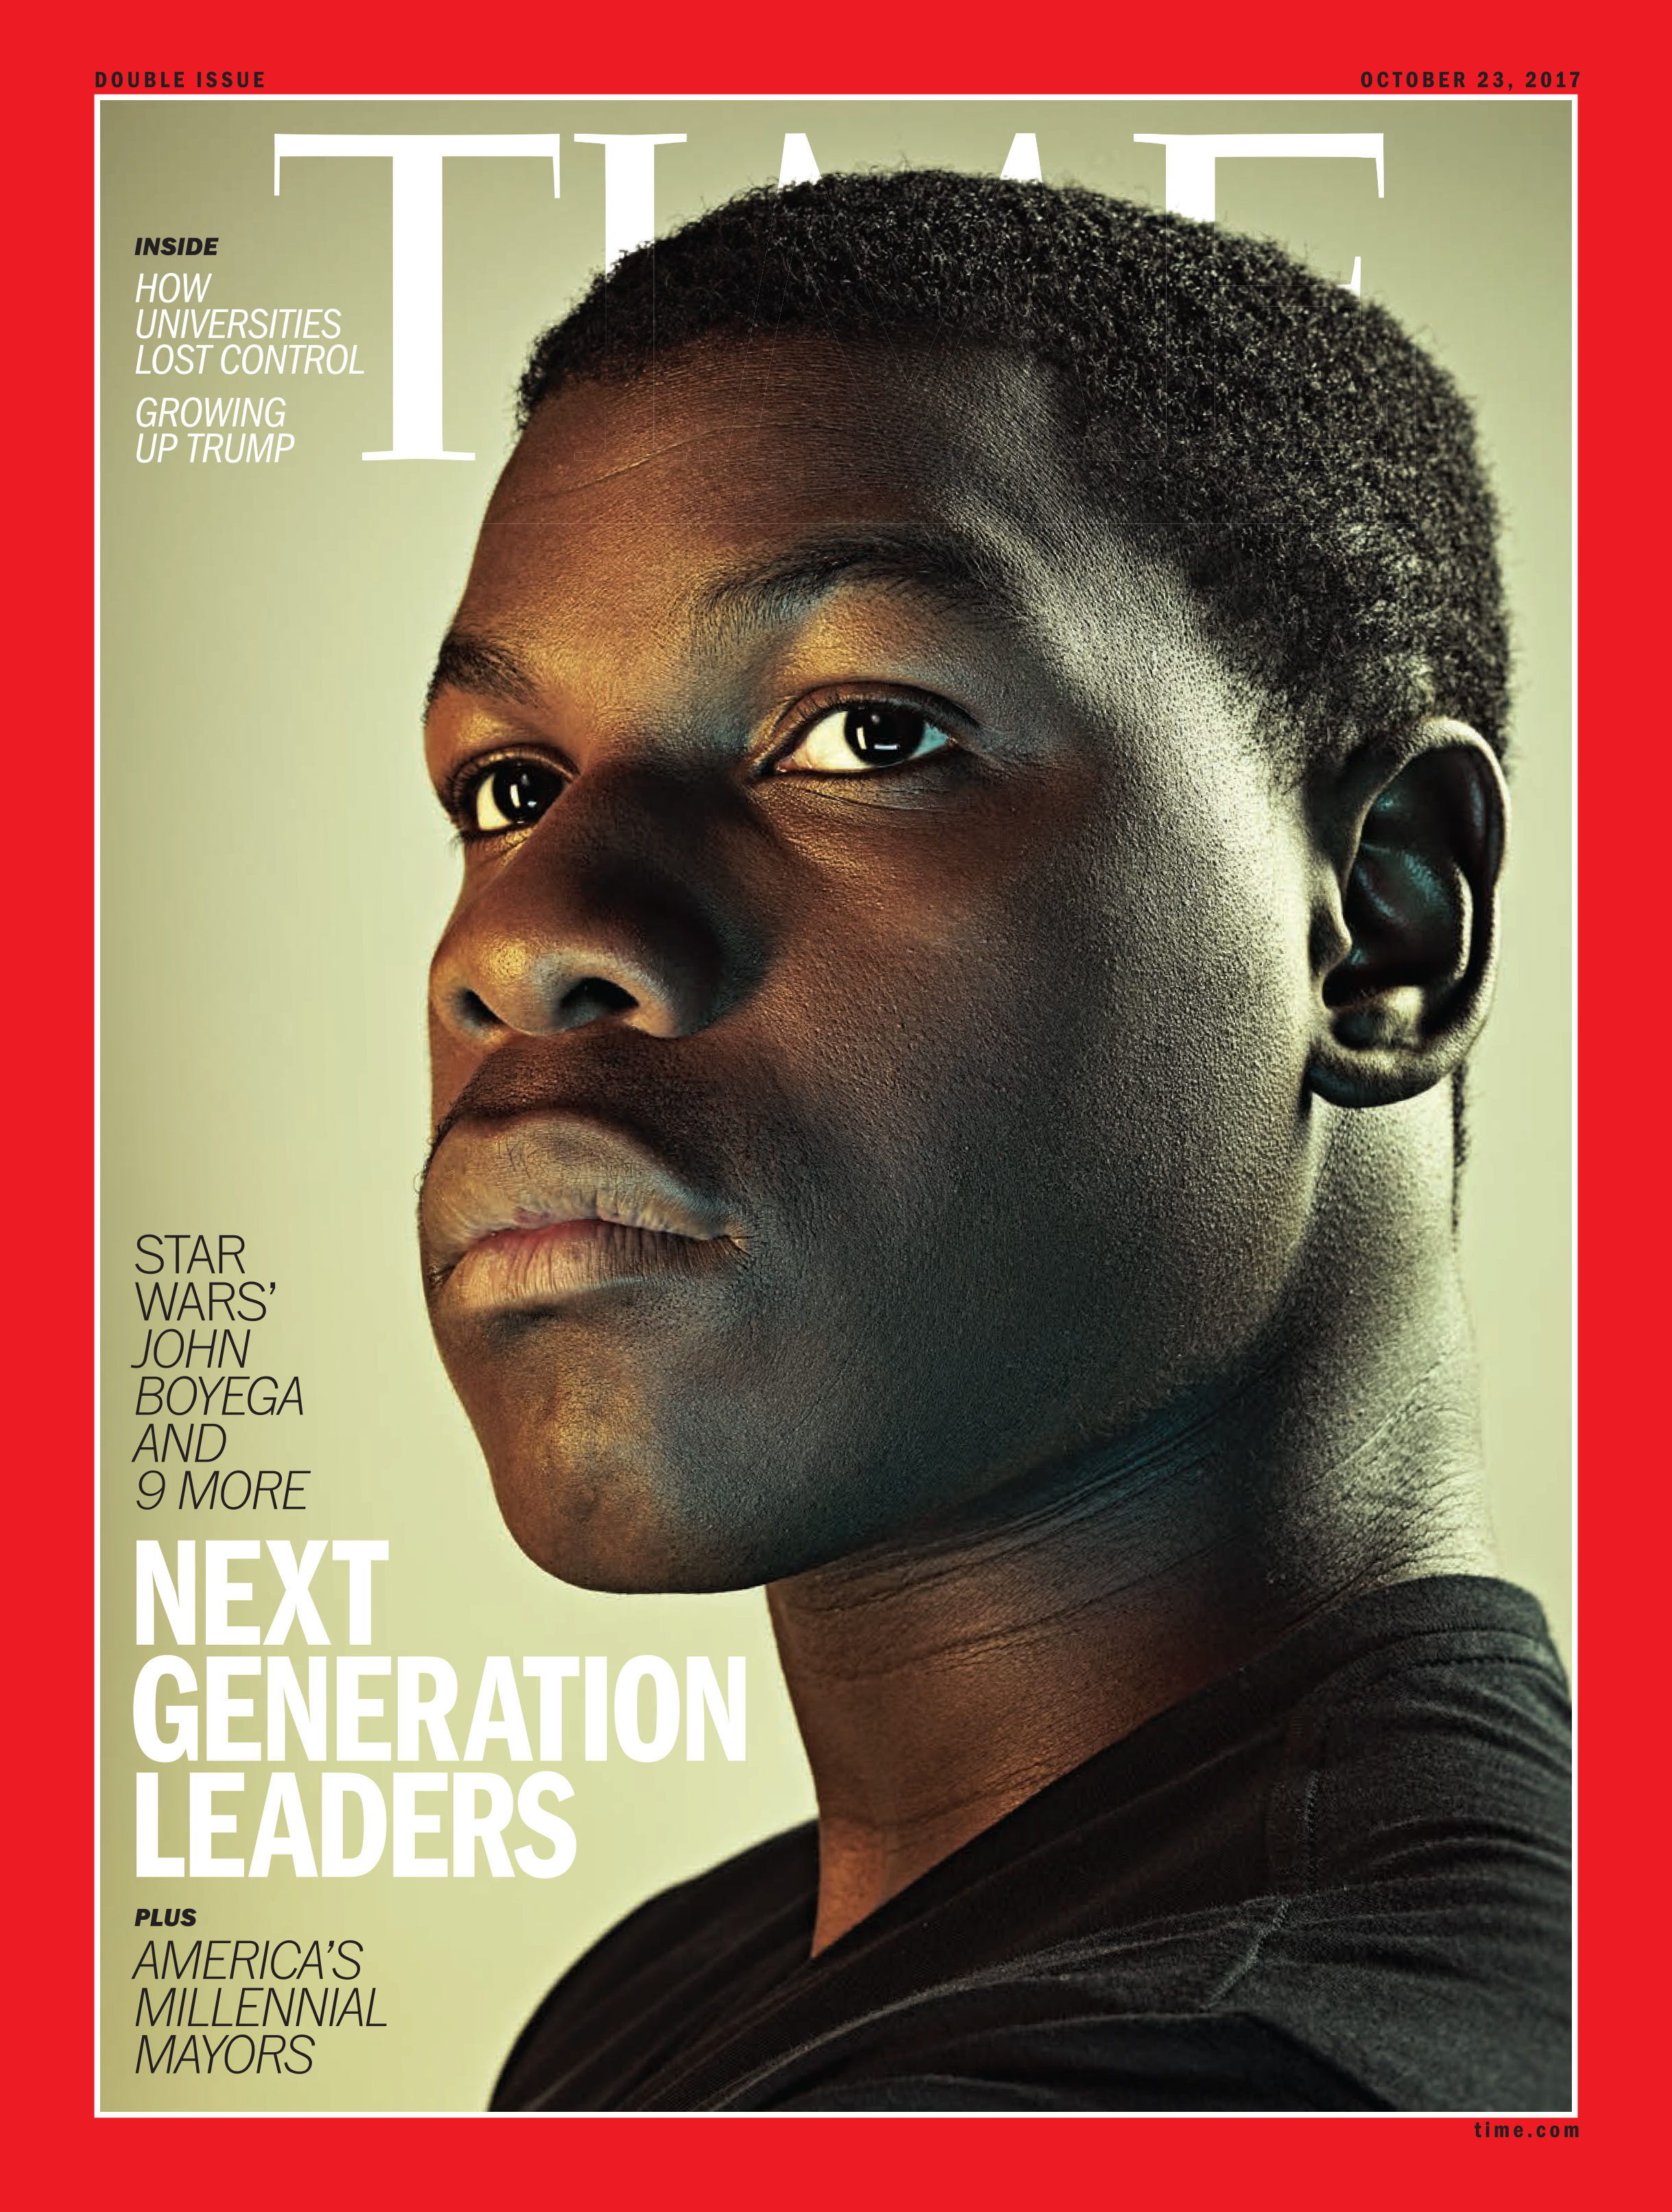 DOUBLE ISSUE
OCTOBER 23, 2017
TIME
INSIDE
HOW
UNIVERSITIES
LOST CONTROL
GROWING
UP TRUMP
STAR
WARS’
JOHN
BOYEGA
AND
9 MORE
NEXT
GENERATION
LEADERS
PLUS
AMERICA’S
MILLENNIAL
MAYORS
time.com